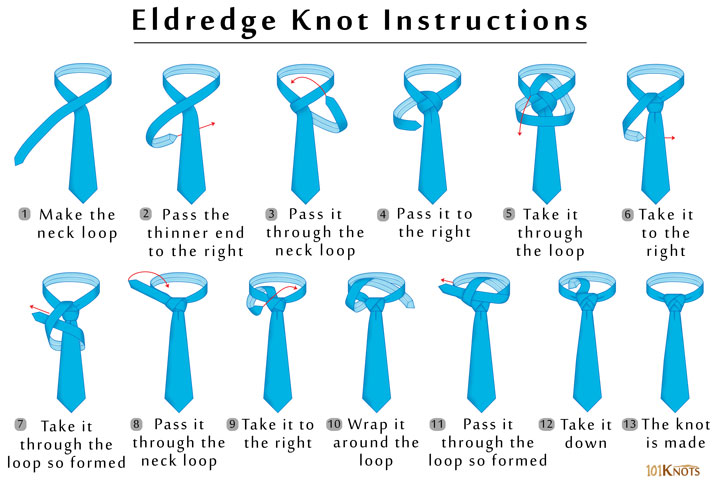 Eldredge Knot Instructions
1 Make the
neck loop
2 Pass the
thinner end
to the right
3 Pass it
through the
neck loop
4 Pass it to
the right
5 Take it
through
the loop
6 Take it
to the
right
7 Take it
through the
loop so formed
8 Pass it
through the
neck loop
9 Take it to
the right
10 Wrap it
around the
loop
11 Pass it
through the
loop so formed
12 Take it
down
13 The knot
is made
101KNOTS